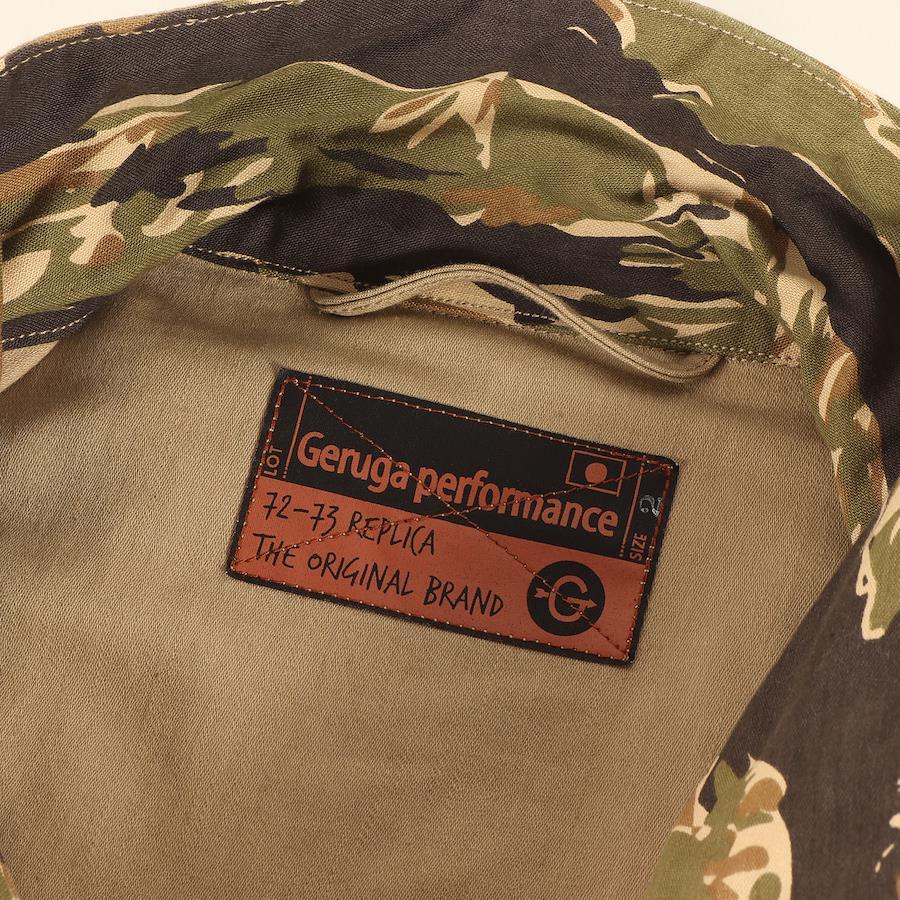 LOT
Geruga performance
SIZE 2
72-73 REPLICA
THE ORIGINAL BRAND
G